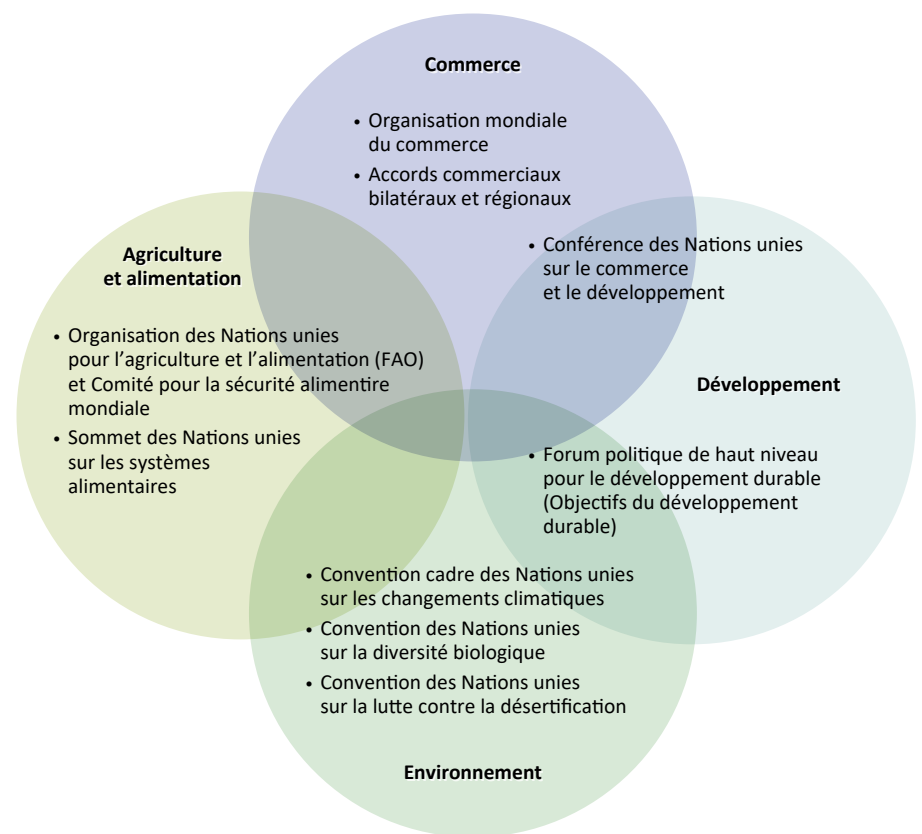 Commerce
• Organisation mondiale
du commerce
• Accords commerciaux
bilatéraux et régionaux
Agriculture
et alimentation
• Organisation des Nations unies
pour l’agriculture et l’alimentation (FAO)
et Comité pour la sécurité alimentire
mondiale
• Sommet des Nations unies
sur les systèmes
alimentaires
• Conférence des Nations unies
sur le commerce
et le développement
Développement
• Forum politique de haut niveau
pour le développement durable
(Objectifs du développement
durable)
• Convention cadre des Nations unies
sur les changements climatiques
• Convention des Nations unies
sur la diversité biologique
• Convention des Nations unies
sur la lutte contre la désertification
Environnement